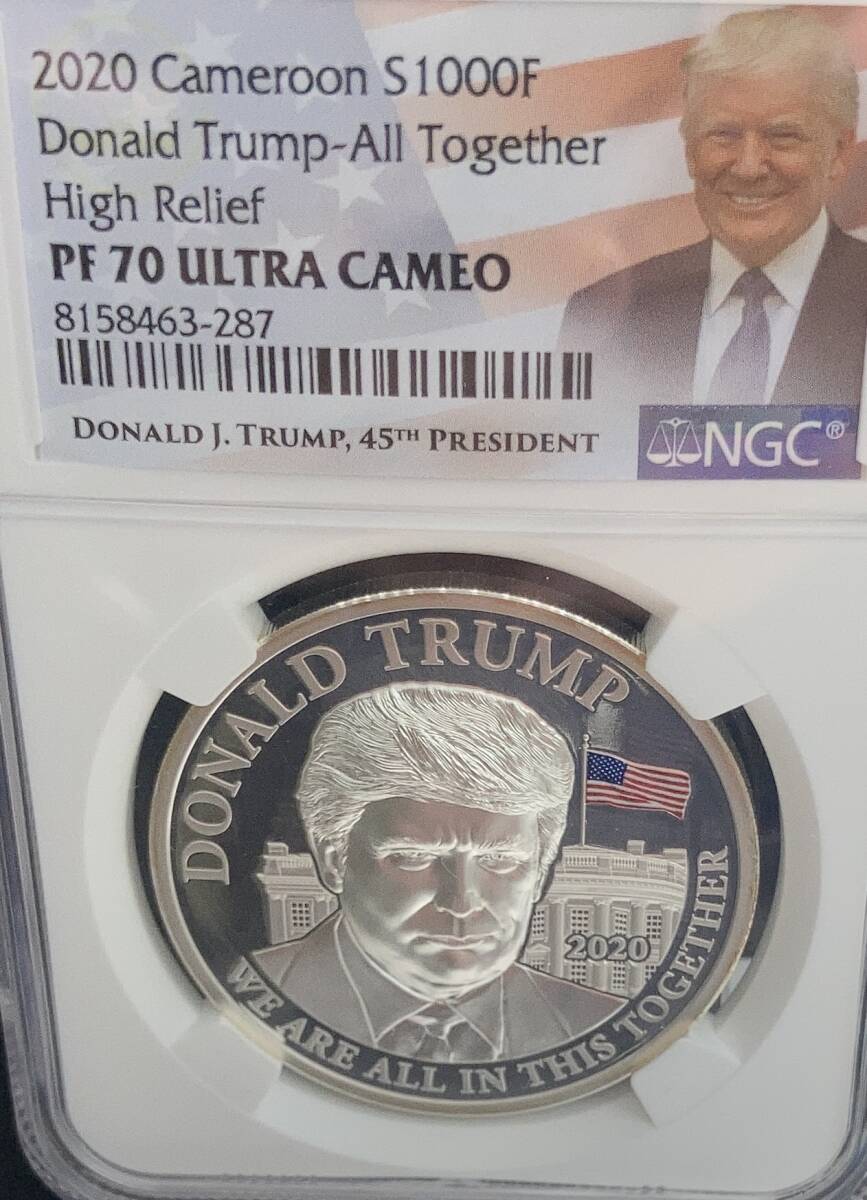 2020 Cameroon S1000F
Donald Trump-All Together
High Relief
PF 70 ULTRA CAMEO
8158463-287
DONALD J. TRUMP, 45TH PRESIDENT
NGC®
DONALD TRUMP
2020
WE ARE ALL IN THIS TOGETHER